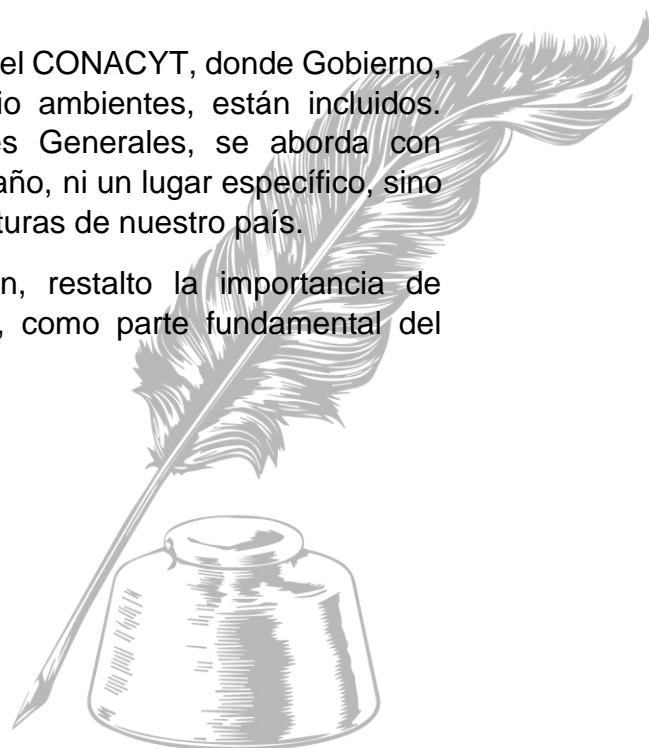 el CONACYT, donde Gobierno,
io ambientes, están incluidos.
es Generales, se aborda con
año, ni un lugar específico, sino
turas de nuestro país.
n, restalto la importancia de
, como parte fundamental del